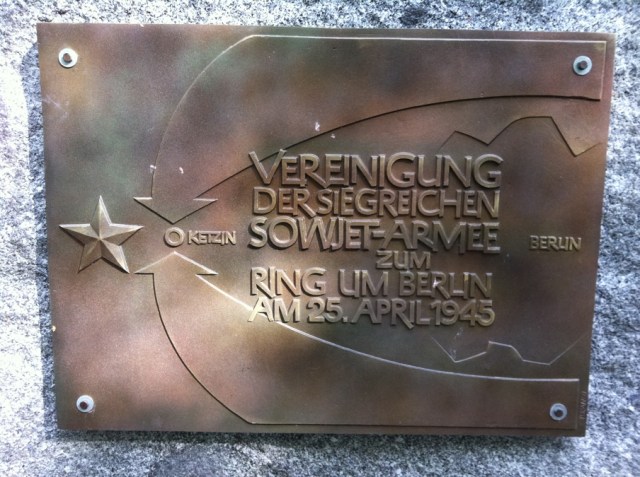 VEREINIGUNG
DER SIEGREICHEN
SOWJET-ARMEE
ZUM
RING UM BERLIN
AM 25. APRIL 1945
KETZIN
BERLIN